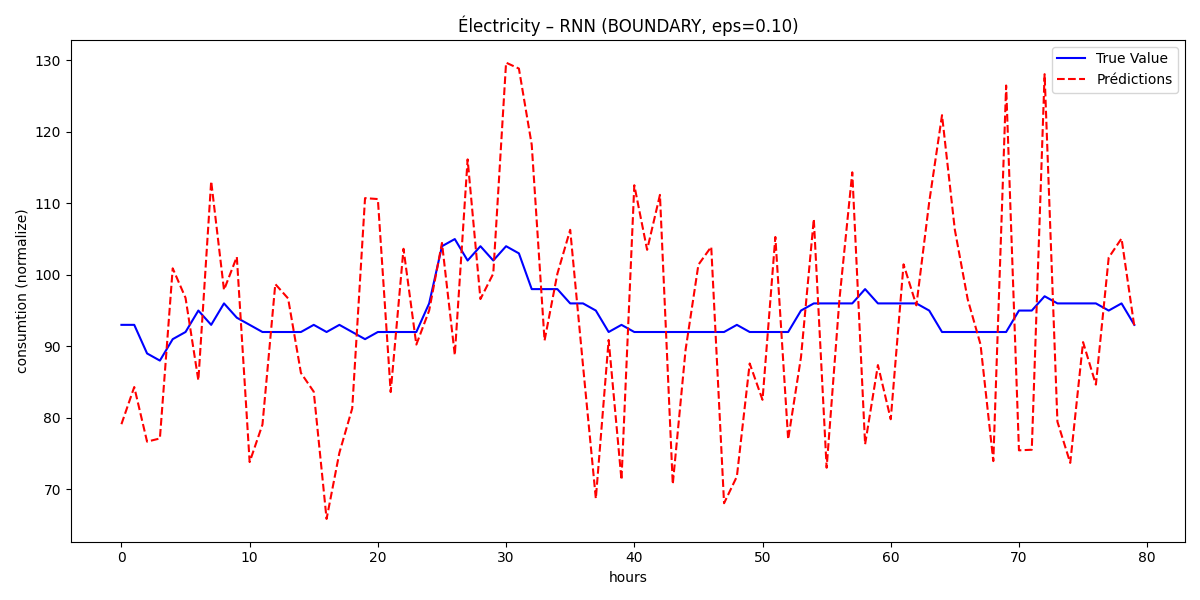 Électricity – RNN (BOUNDARY, eps=0.10)
True Value
Prédictions
consumtion (normalize)
130
120
110
100
90
80
70
0 10 20 30 40 50 60 70 80
hours